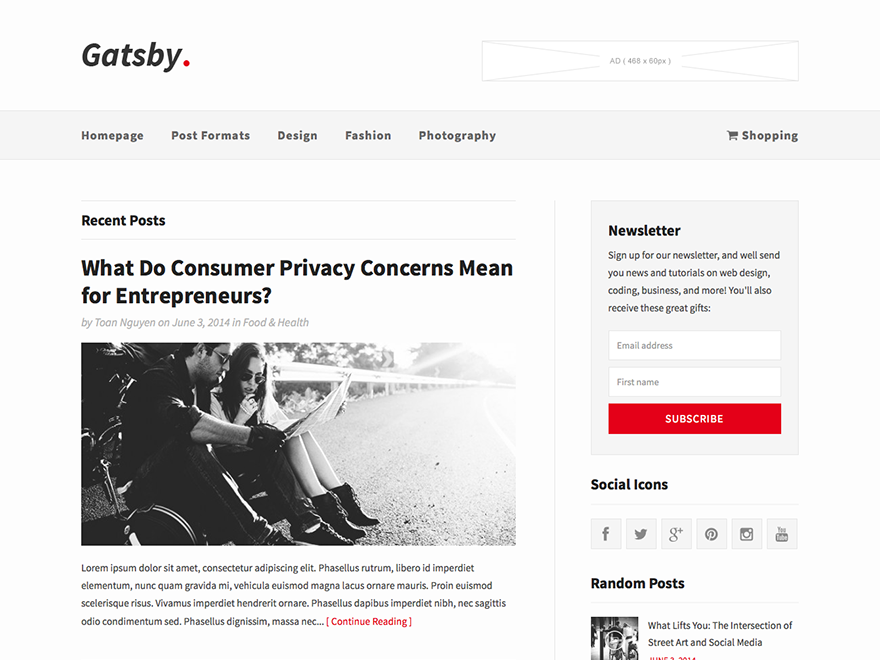 Gatsby.
AD ( 468 x 60px )
Homepage Post Formats Design Fashion Photography Shopping
Recent Posts
What Do Consumer Privacy Concerns Mean
for Entrepreneurs?
by Toan Nguyen on June 3, 2014 in Food & Health
Lorem ipsum dolor sit amet, consectetur adipiscing elit. Phasellus rutrum, libero id imperdiet
elementum, nunc quam gravida mi, vehicula euismod magna lacus ornare mauris. Proin euismod
scelerisque risus. Vivamus imperdiet hendrerit ornare. Phasellus dapibus imperdiet nibh, nec sagittis
odio condimentum sed. Phasellus dignissim, massa nec... [ Continue Reading ]
Newsletter
Sign up for our newsletter, and well send
you news and tutorials on web design,
coding, business, and more! You'll also
receive these great gifts:
Email address
First name
SUBSCRIBE
Social Icons
f
g+
You
Tube
Random Posts
What Lifts You: The Intersection of
Street Art and Social Media
JUNE 3, 2014